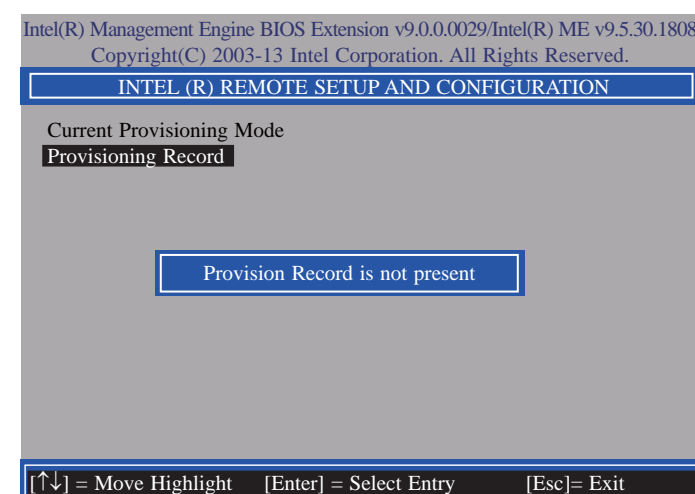 Intel(R) Management Engine BIOS Extension v9.0.0.0029/Intel(R) ME v9.5.30.1808
Copyright(C) 2003-13 Intel Corporation. All Rights Reserved.
INTEL (R) REMOTE SETUP AND CONFIGURATION
Current Provisioning Mode
Provisioning Record
Provision Record is not present
[↑↓] = Move Highlight [Enter] = Select Entry [Esc]= Exit